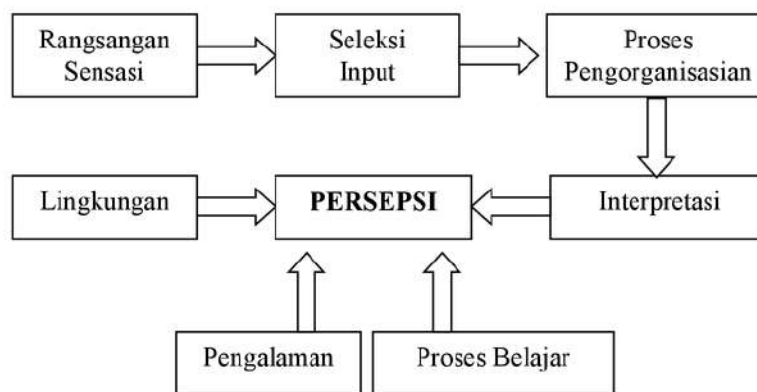 Rangsangan
Sensasi
Seleksi
Input
Proses
Pengorganisasian
Lingkungan
PERSEPSI
Interpretasi
Pengalaman
Proses Belajar